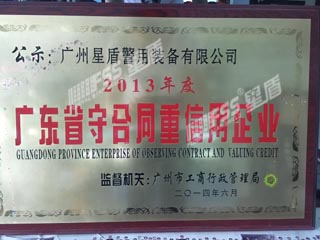 公示：广州星盾警用装备有限公司
2013年度
广东省守合同重信用企业
GUANGDONG PROVINCE ENTERPRISE OF OBSERVING CONTRACT AND VALUING CREDIT
监督机关：广州市工商行政管理局
二〇一四年六月